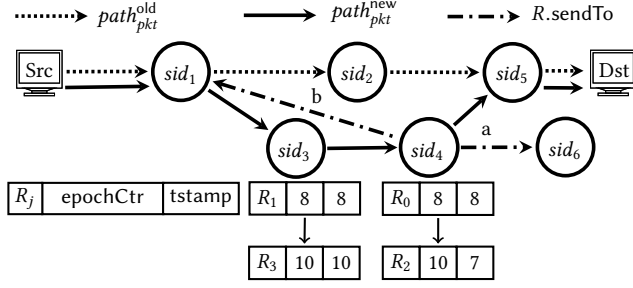 path_pkt^old path_pkt^new R.sendTo
Src sid_1 sid_2 sid_5 Dst
b a
sid_3 sid_4 sid_6
R_j epochCtr tstamp R_1 8 8 R_0 8 8
R_3 10 10 R_2 10 7